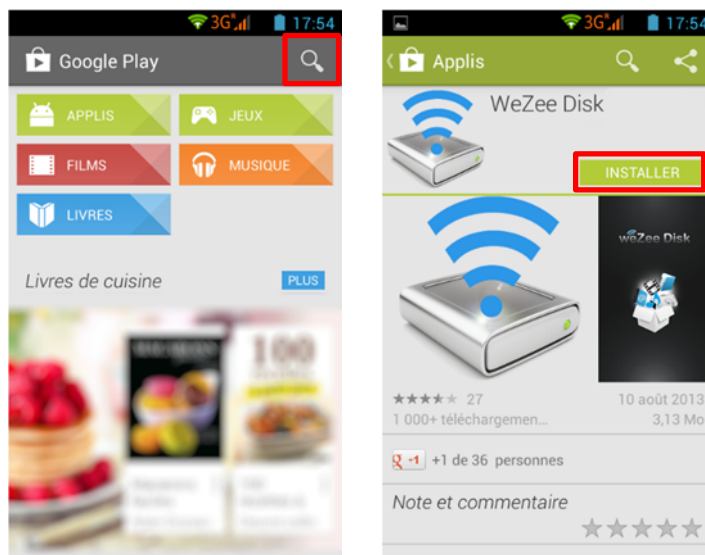 3G 17:54
Google Play
APPLIS JEUX
FILMS MUSIQUE
LIVRES
Livres de cuisine PLUS
100
3G 17:54
Applis
WeZee Disk
INSTALLER
weZee Disk
27 10 août 2013
1 000+ téléchargemen... 3,13 Mo
+1 +1 de 36 personnes
Note et commentaire